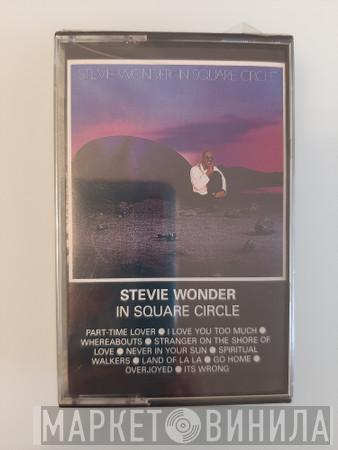 STEVIE WONDER IN SQUARE CIRCLE
STEVIE WONDER
IN SQUARE CIRCLE
PART-TIME LOVER ● I LOVE YOU TOO MUCH ●
WHEREABOUTS ● STRANGER ON THE SHORE OF
LOVE ● NEVER IN YOUR SUN ● SPIRITUAL
WALKERS ● LAND OF LA LA ● GO HOME ●
OVERJOYED ● ITS WRONG
МАРКЕТ ВИНИЛА